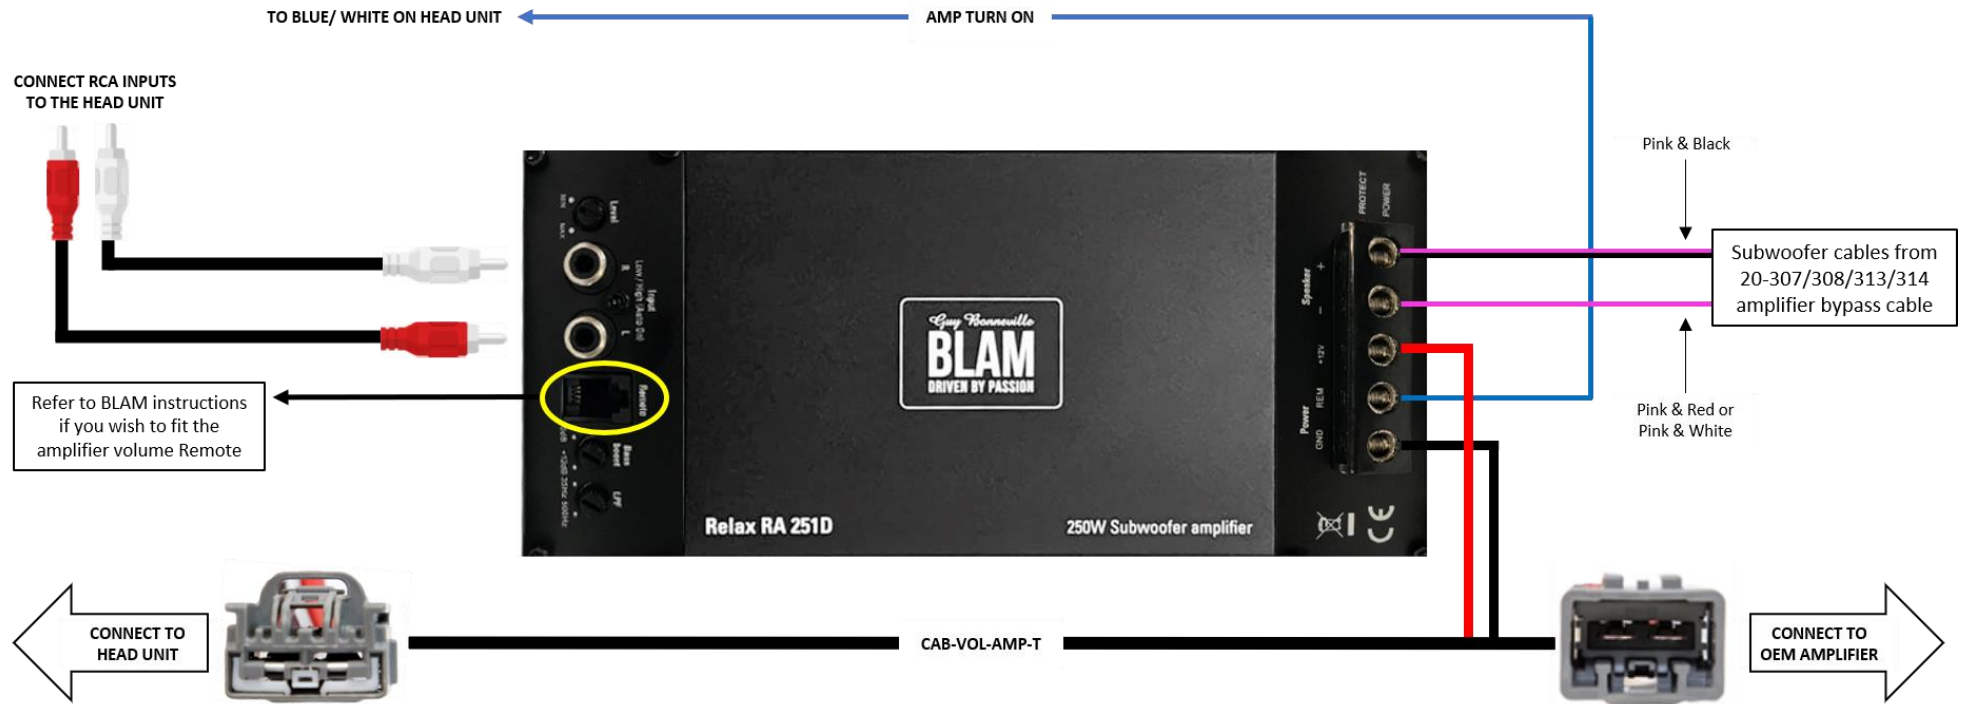 TO BLUE/ WHITE ON HEAD UNIT
AMP TURN ON
CONNECT RCA INPUTS
TO THE HEAD UNIT
Pink & Black
Subwoofer cables from
20-307/308/313/314
amplifier bypass cable
Pink & Red or
Pink & White
Refer to BLAM instructions
if you wish to fit the
amplifier volume Remote
Level
MIN
MAX
R
Input
L
Remote
Bass
boost
LPF
Guy Bonneville
BLAM
DRIVEN BY PASSION
Relax RA 251D
250W Subwoofer amplifier
PROTECT
POWER
Speaker
+
-
+12V
REM
Power
GND
CE
CONNECT TO
HEAD UNIT
CAB-VOL-AMP-T
CONNECT TO
OEM AMPLIFIER